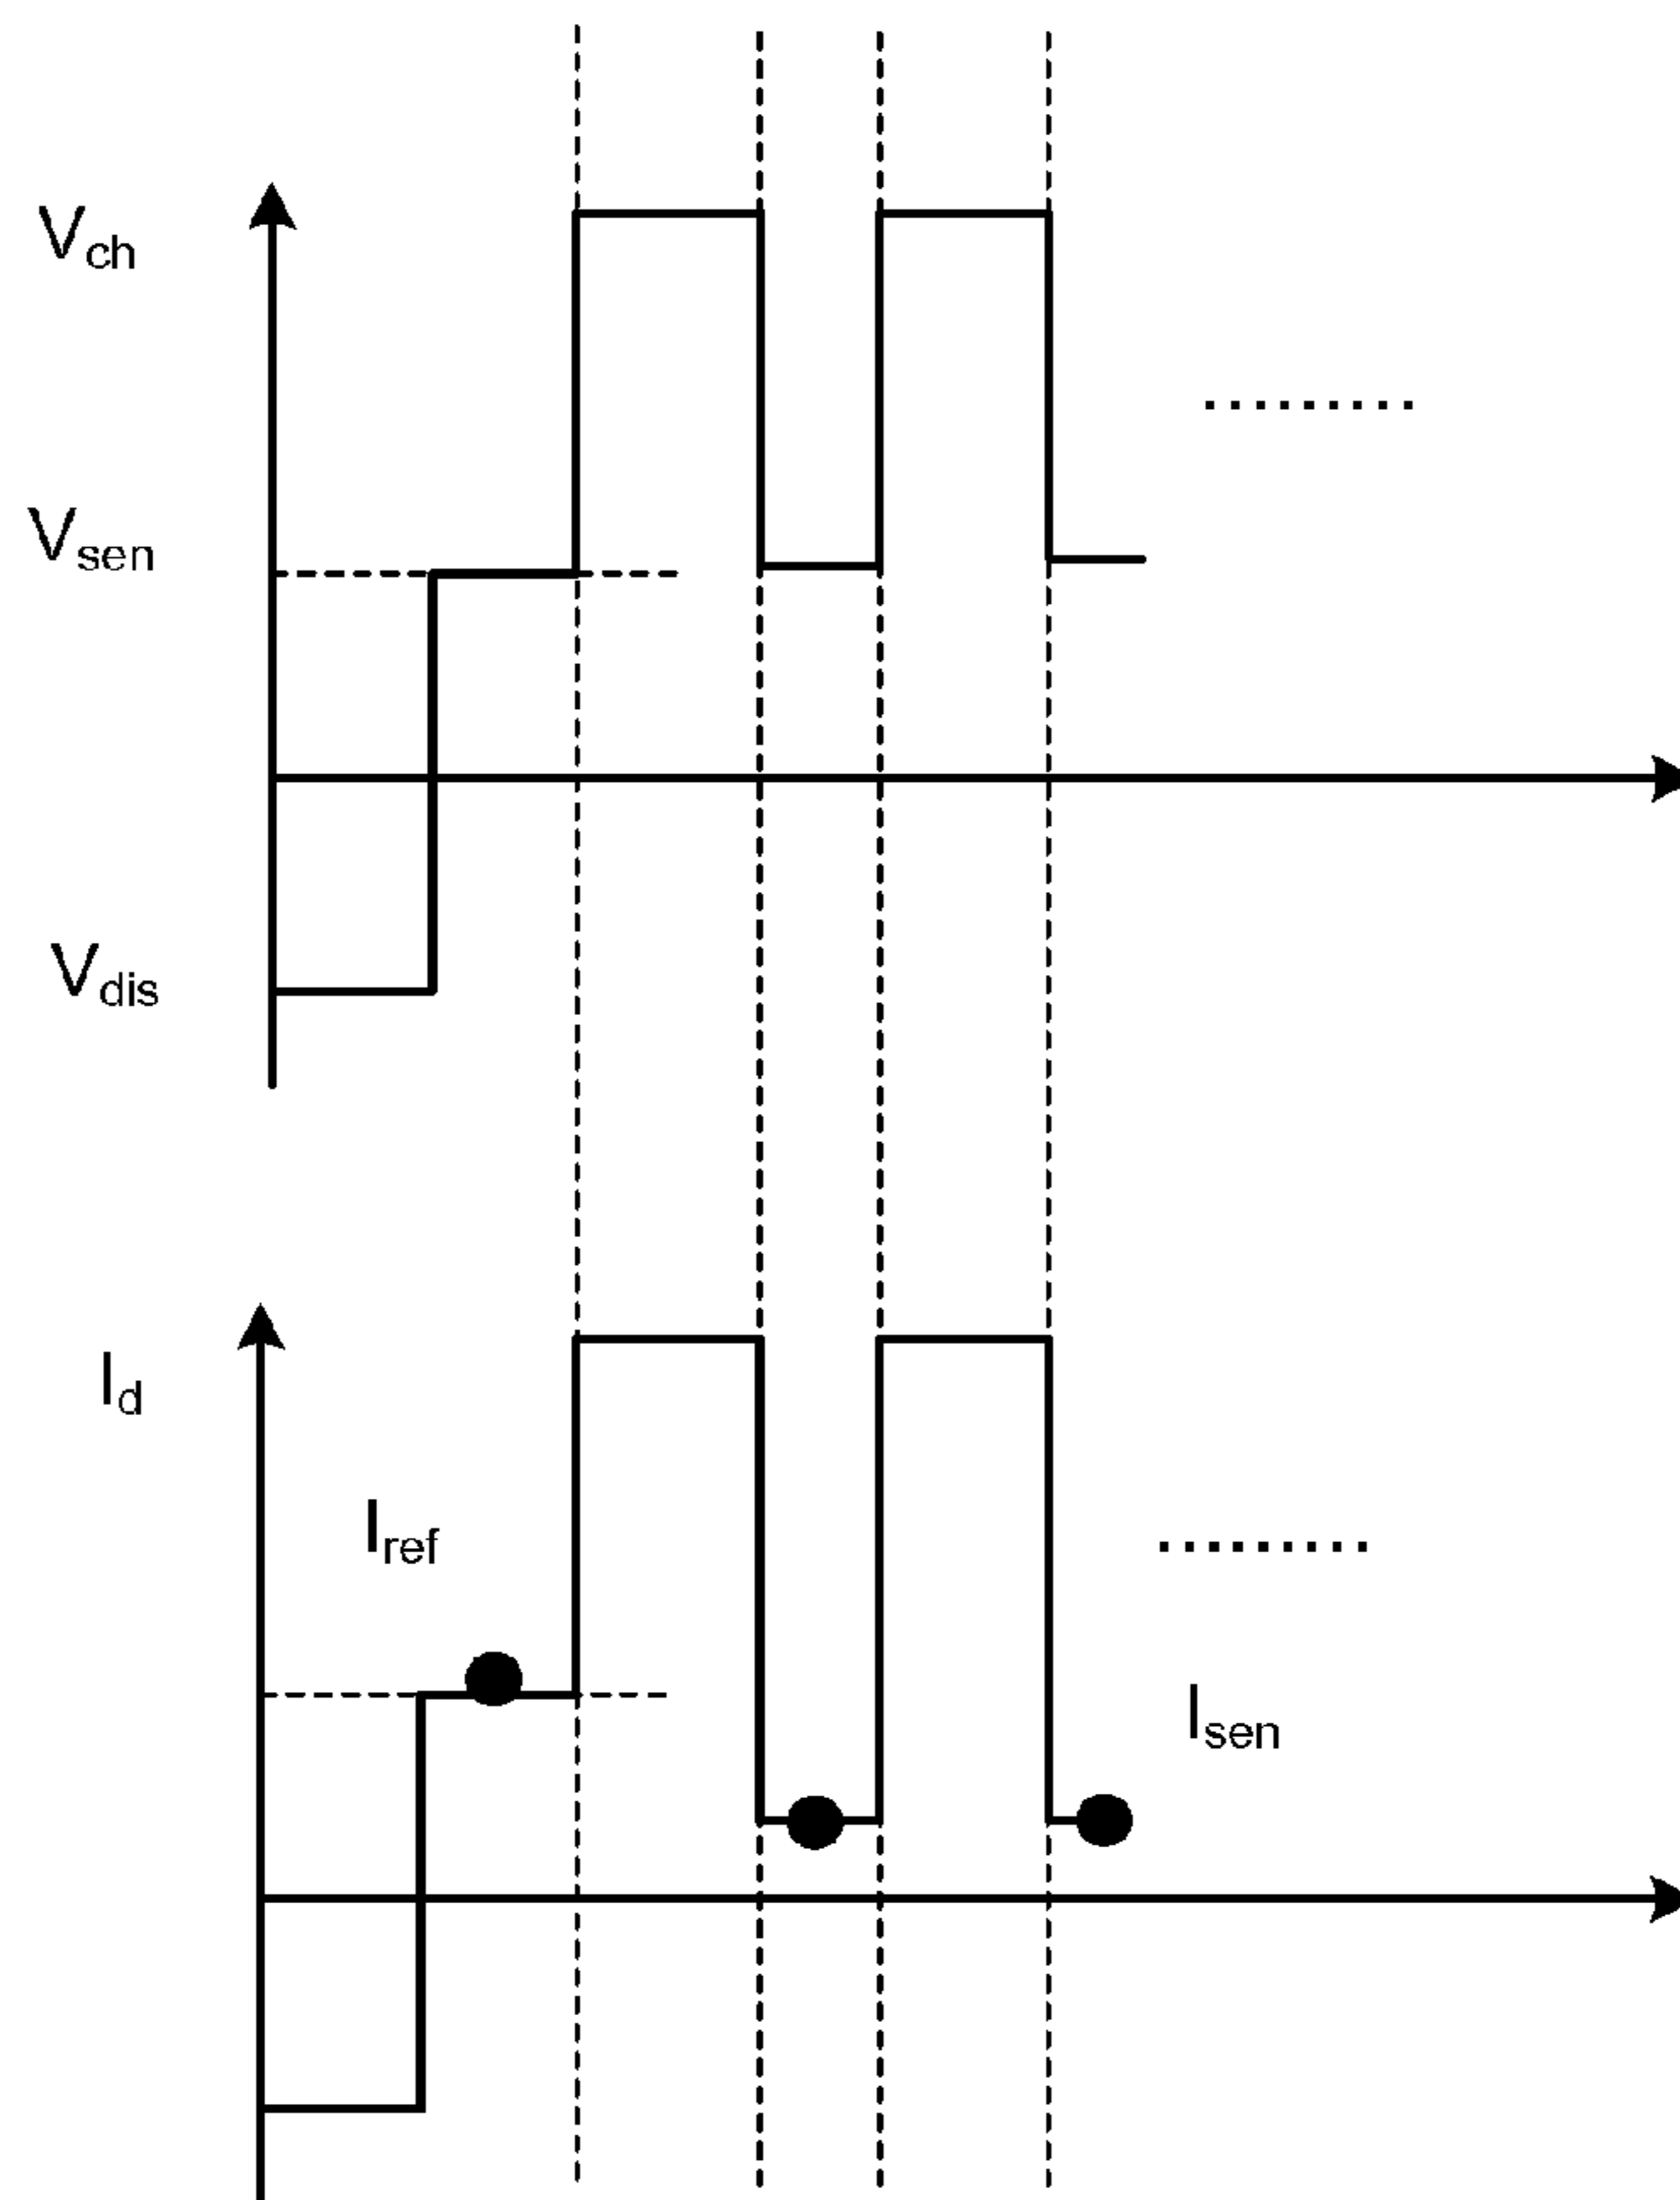 Vch
Vsen
Vdis
Id
Iref
Isen